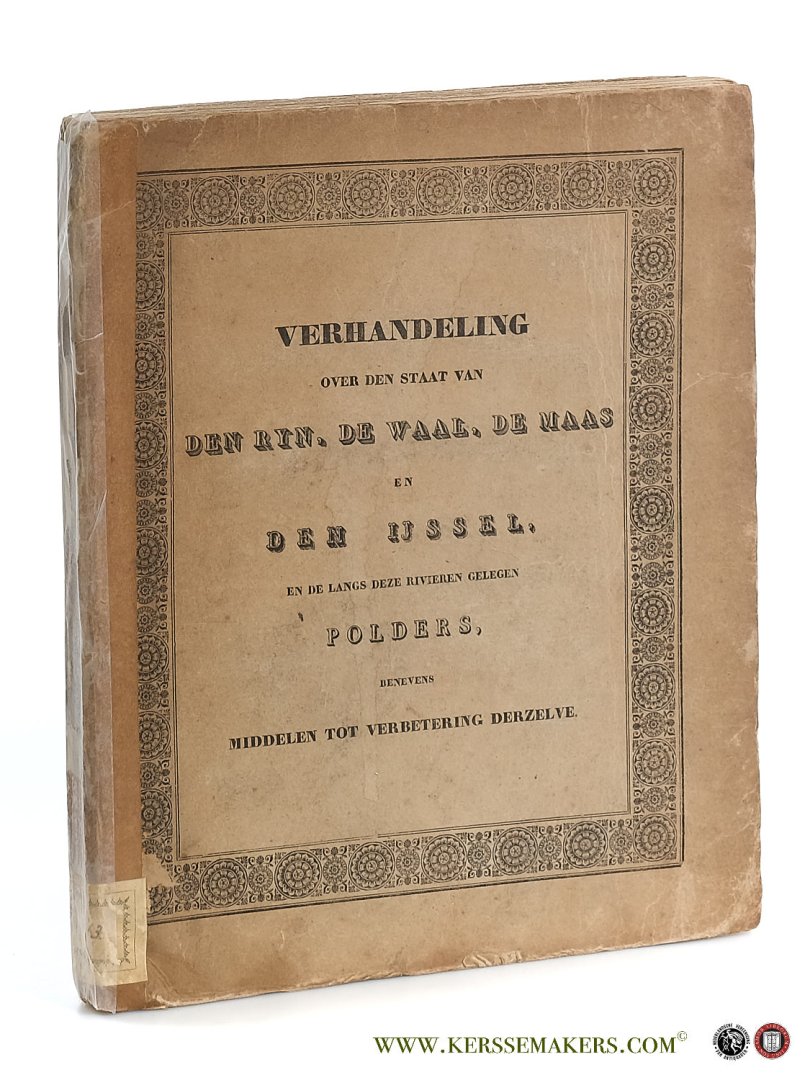 VERHANDELING
OVER DEN STAAT VAN
DEN RYN, DE WAAL, DE MAAS
EN
DEN IJSSEL,
EN DE LANGS DEZE RIVIEREN GELEGEN
POLDERS,
BENEVENS
MIDDELEN TOT VERBETERING DERZELVE.
WWW.KERSSEMAKERS.COM©